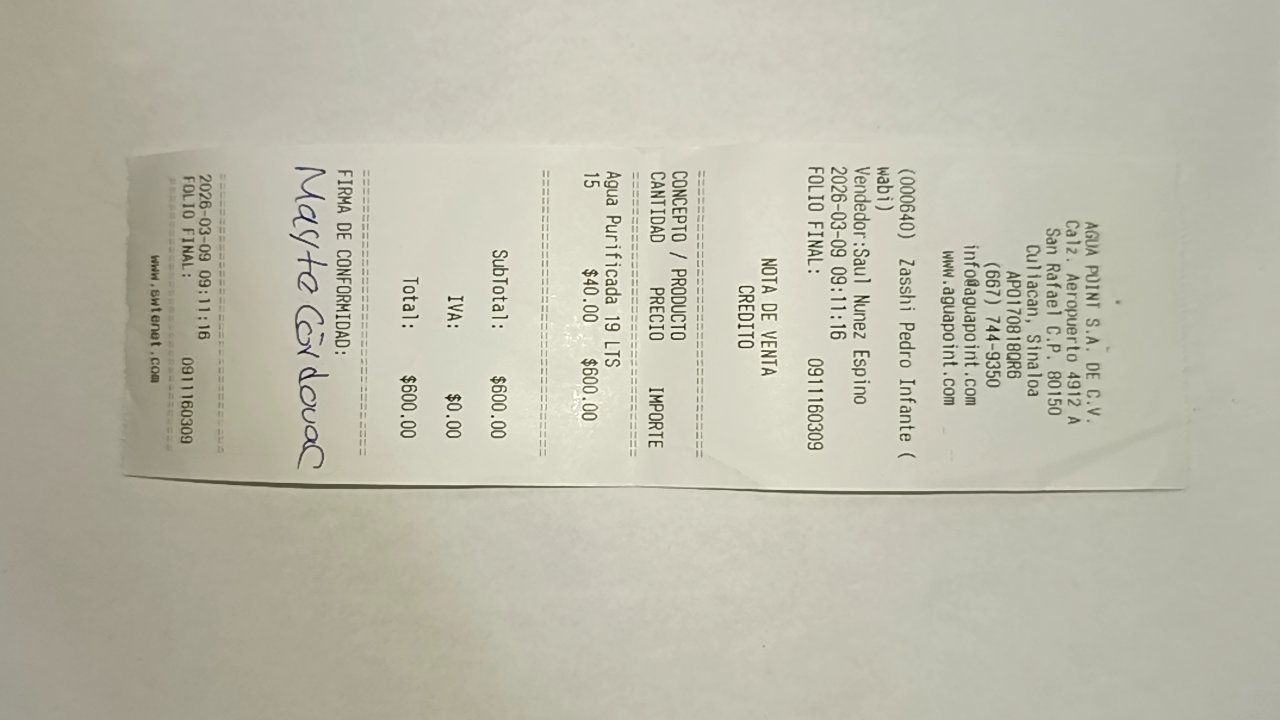 AGUA POINT S.A. DE C.V.
Calz. Aeropuerto 4912 A
San Rafael C.P. 80150
Culiacan, Sinaloa
APO170818QR6
(667) 744-9350
info@aguapoint.com
www.aguapoint.com
(000640) Zasshi Pedro Infante (
wabi)
Vendedor:Saul Nunez Espino
2026-03-09 09:11:16
FOLIO FINAL: 0911160309
NOTA DE VENTA
CREDITO
================================
CONCEPTO / PRODUCTO
CANTIDAD PRECIO IMPORTE
================================
Agua Purificada 19 LTS
15 $40.00 $600.00
================================
SubTotal: $600.00
IVA: $0.00
Total: $600.00
================================
FIRMA DE CONFORMIDAD:
Mayte Córdova C
================================
2026-03-09 09:11:16
FOLIO FINAL: 0911160309
================================
www.ewtenet.com